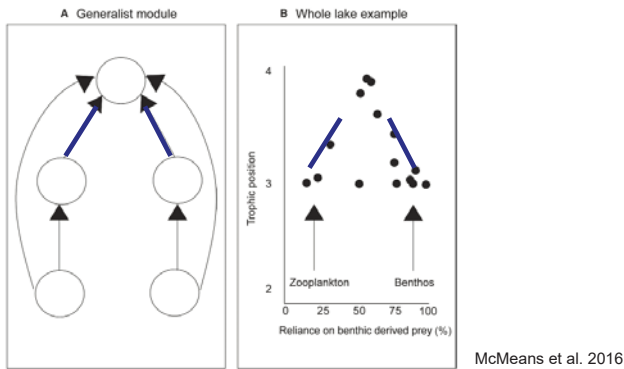 A Generalist module
B Whole lake example
4
3
2
Trophic position
Zooplankton
Benthos
0 25 50 75 100
Reliance on benthic derived prey (%)
McMeans et al. 2016